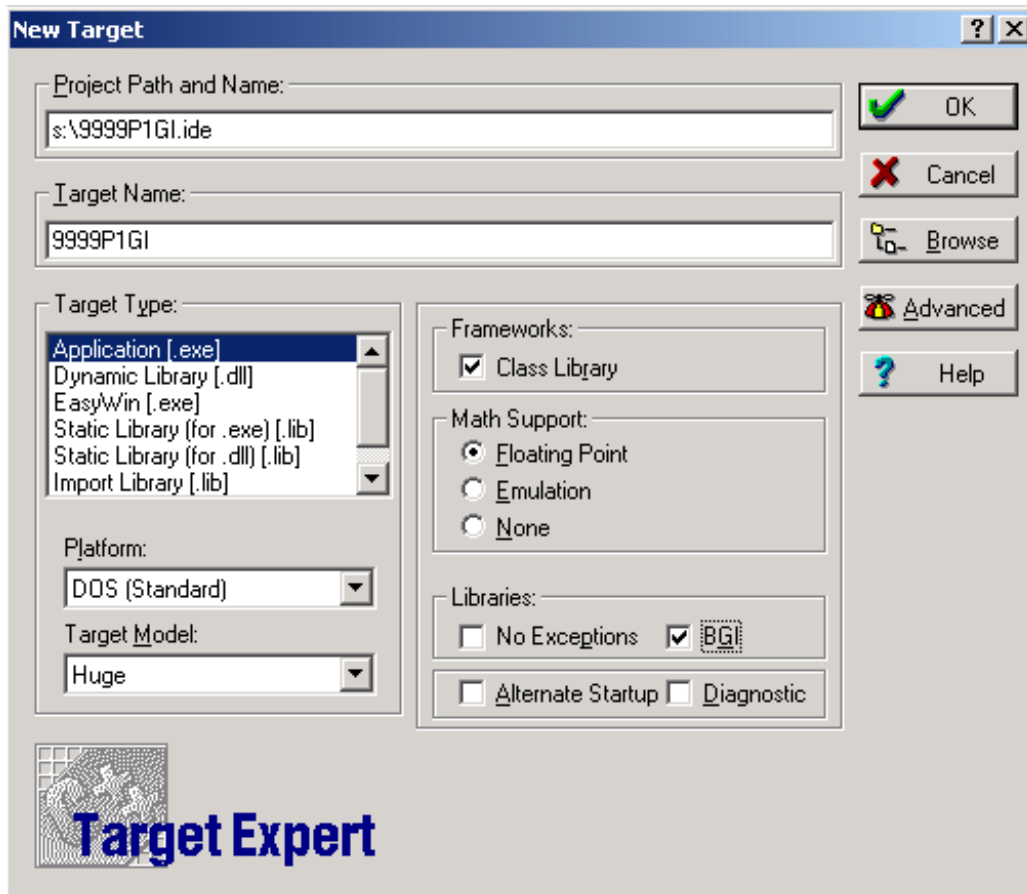 New Target
Project Path and Name:
s:\9999P1GI.ide
OK
Cancel
Target Name:
9999P1GI
Browse
Advanced
Help
Target Type:
Application [.exe]
Dynamic Library [.dll]
EasyWin [.exe]
Static Library (for .exe) [.lib]
Static Library (for .dll) [.lib]
Import Library [.lib]
Platform:
DOS (Standard)
Target Model:
Huge
Frameworks:
Class Library
Math Support:
Floating Point
Emulation
None
Libraries:
No Exceptions BGI
Alternate Startup Diagnostic
Target Expert